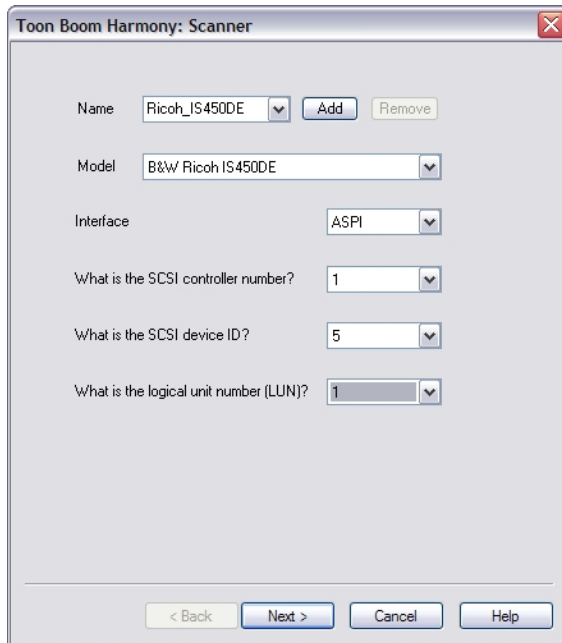 Toon Boom Harmony: Scanner
Name Ricoh_IS450DE Add Remove
Model B&W Ricoh IS450DE
Interface ASPI
What is the SCSI controller number? 1
What is the SCSI device ID? 5
What is the logical unit number (LUN)? 1
< Back Next > Cancel Help